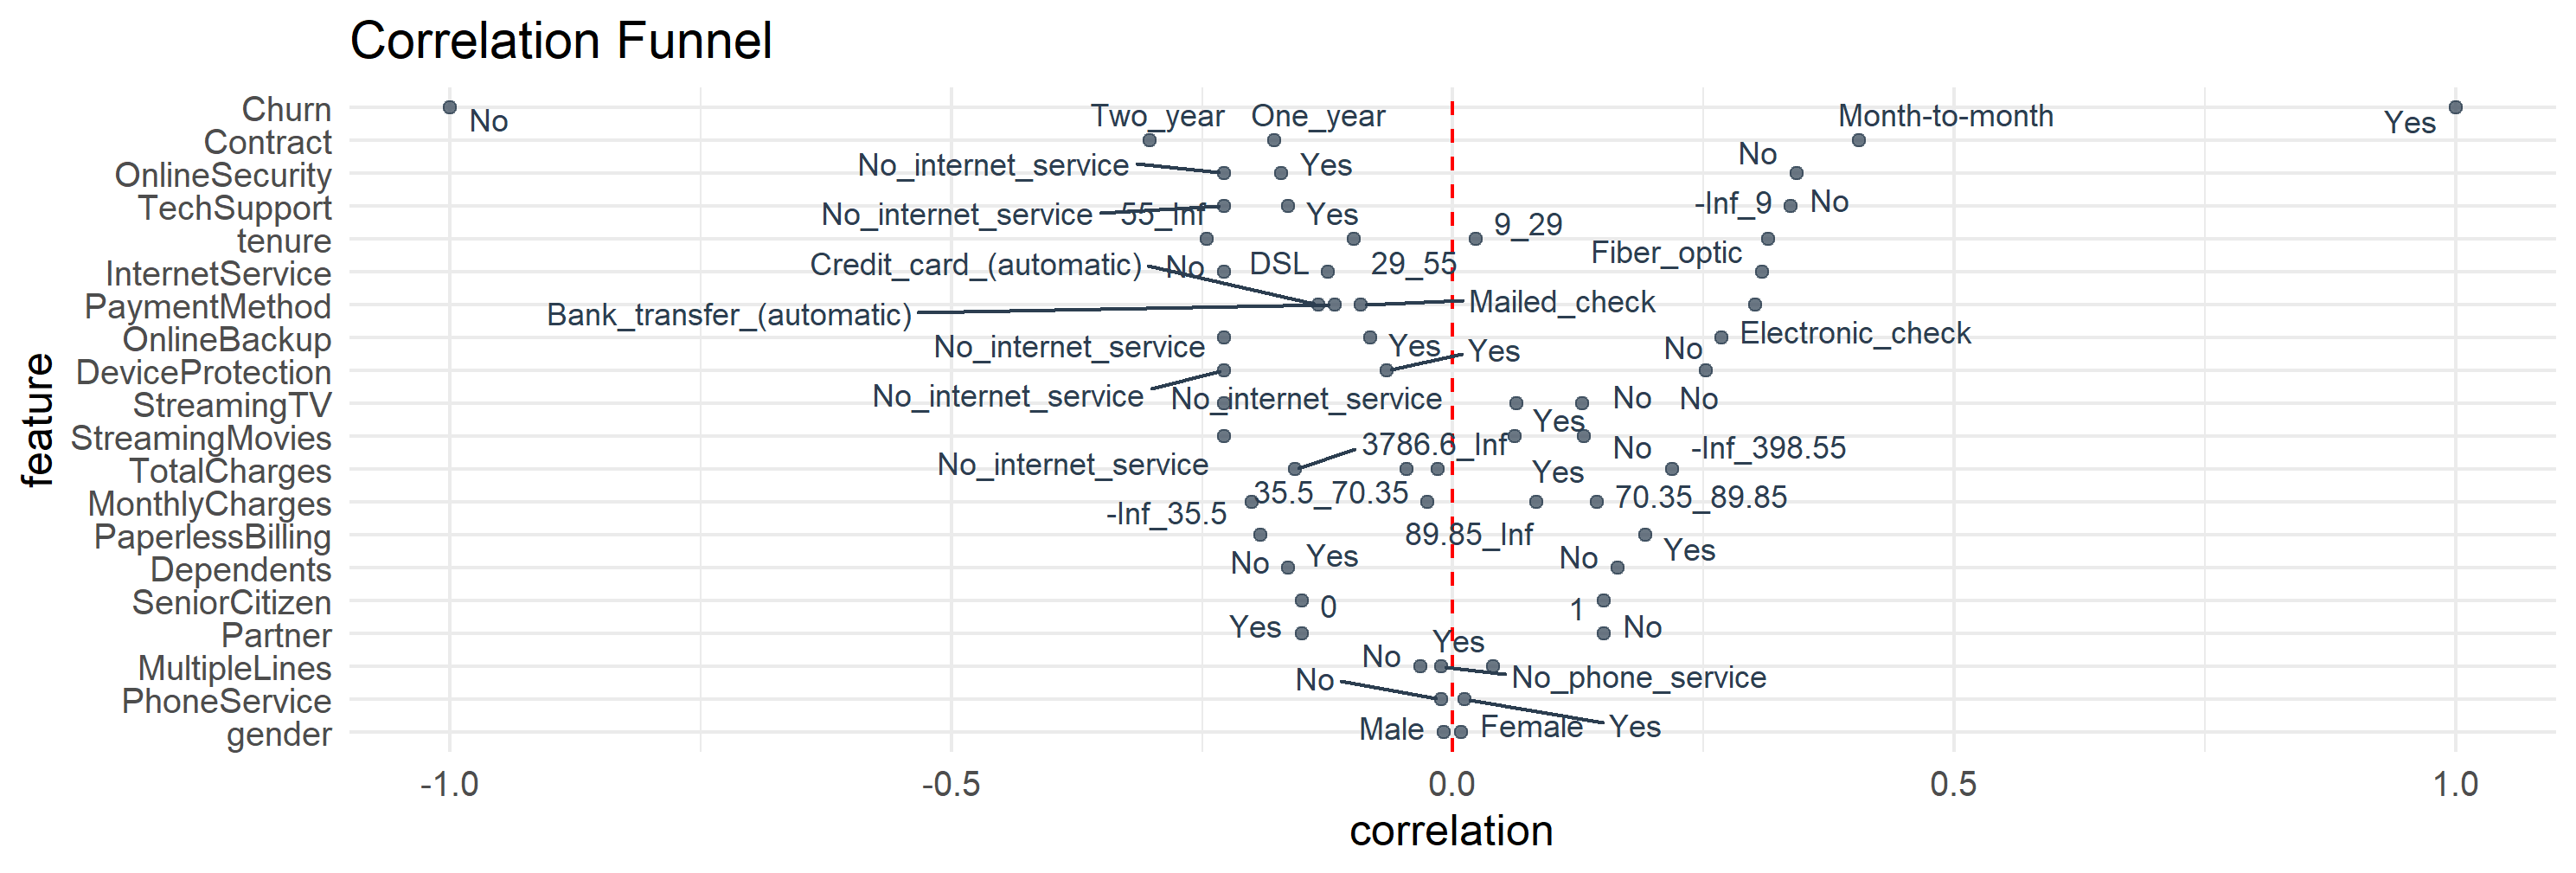 Correlation Funnel
Churn
No
Two_year
One_year
Month-to-month
Yes
Contract
No_internet_service
Yes
No
OnlineSecurity
TechSupport
No_internet_service
55_Inf
Yes
-Inf_9
No
tenure
9_29
Fiber_optic
InternetService
Credit_card_(automatic)
No
DSL
29_55
PaymentMethod
Bank_transfer_(automatic)
Mailed_check
OnlineBackup
No_internet_service
Yes
Yes
No
Electronic_check
DeviceProtection
No_internet_service
No_internet_service
No
No
StreamingTV
Yes
StreamingMovies
3786.6_Inf
No
-Inf_398.55
TotalCharges
No_internet_service
Yes
MonthlyCharges
-Inf_35.5
35.5_70.35
70.35_89.85
PaperlessBilling
89.85_Inf
Yes
Dependents
No
Yes
No
SeniorCitizen
0
1
Partner
Yes
No
MultipleLines
No
Yes
No_phone_service
PhoneService
No
Yes
gender
Male
Female
feature
-1.0
-0.5
0.0
0.5
1.0
correlation